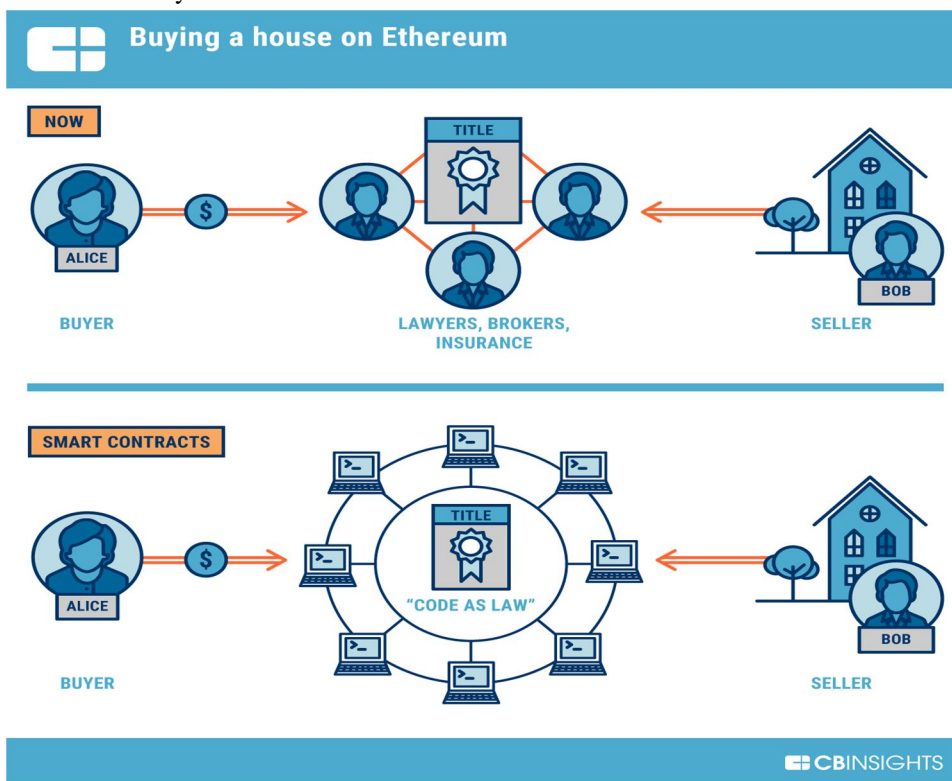 Buying a house on Ethereum
NOW
TITLE
$
ALICE
BOB
BUYER
LAWYERS, BROKERS,
INSURANCE
SELLER
SMART CONTRACTS
>_
>_
>_
TITLE
$
>_
>_
"CODE AS LAW"
ALICE
BOB
>_
>_
>_
BUYER
SELLER
CBINSIGHTS